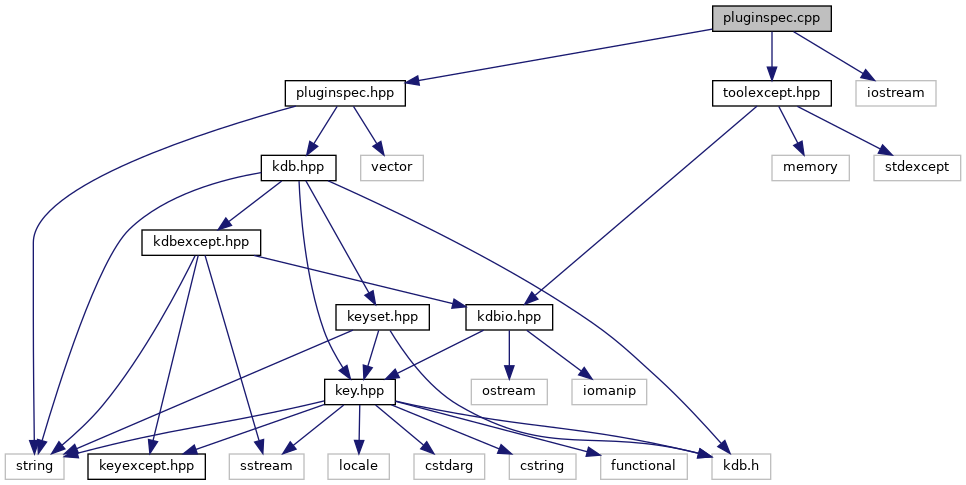 pluginspec.cpp
pluginspec.hpp
toolexcept.hpp
iostream
kdb.hpp
vector
memory
stdexcept
kdbexcept.hpp
keyset.hpp
kdbio.hpp
key.hpp
ostream
iomanip
string
keyexcept.hpp
sstream
locale
cstdarg
cstring
functional
kdb.h